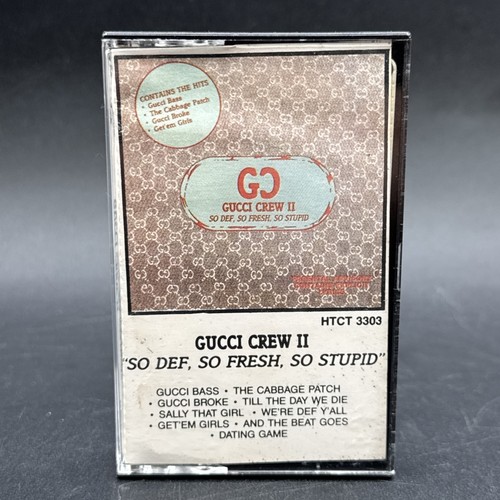 CONTAINS THE HITS
• Gucci Bass
• The Cabbage Patch
• Gucci Broke
• Get'em Girls
GUCCI CREW II
SO DEF, SO FRESH, SO STUPID
HTCT 3303
GUCCI CREW II
"SO DEF, SO FRESH, SO STUPID"
GUCCI BASS • THE CABBAGE PATCH
• GUCCI BROKE • TILL THE DAY WE DIE
• SALLY THAT GIRL • WE'RE DEF Y'ALL
• GET'EM GIRLS • AND THE BEAT GOES
• DATING GAME